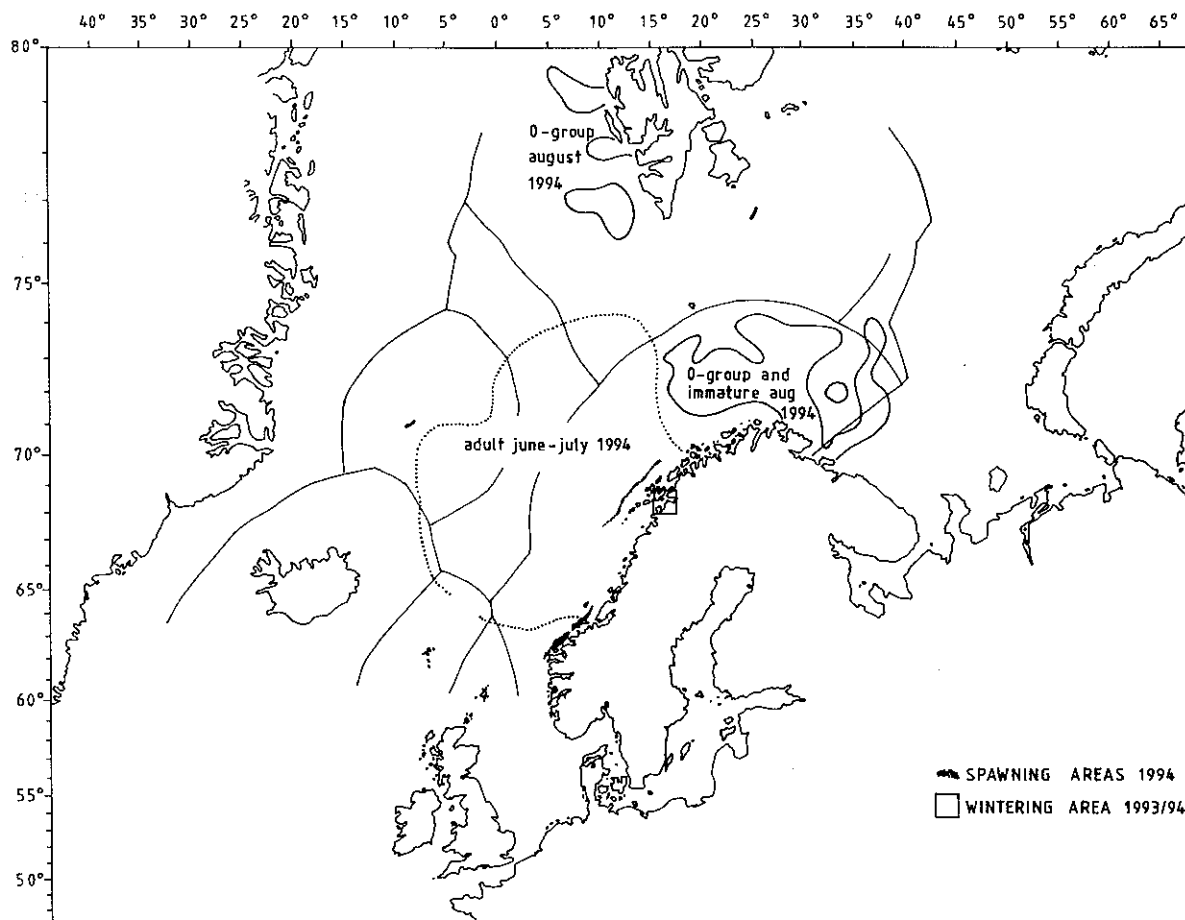 40° 35° 30° 25° 20° 15° 10° 5° 0° 5° 10° 15° 20° 25° 30° 35° 40° 45° 50° 55° 60° 65°
80°
75°
70°
65°
60°
55°
50°
0-group
august
1994
0-group and
immature aug
1994
adult june-july 1994
SPAWNING AREAS 1994
WINTERING AREA 1993/94